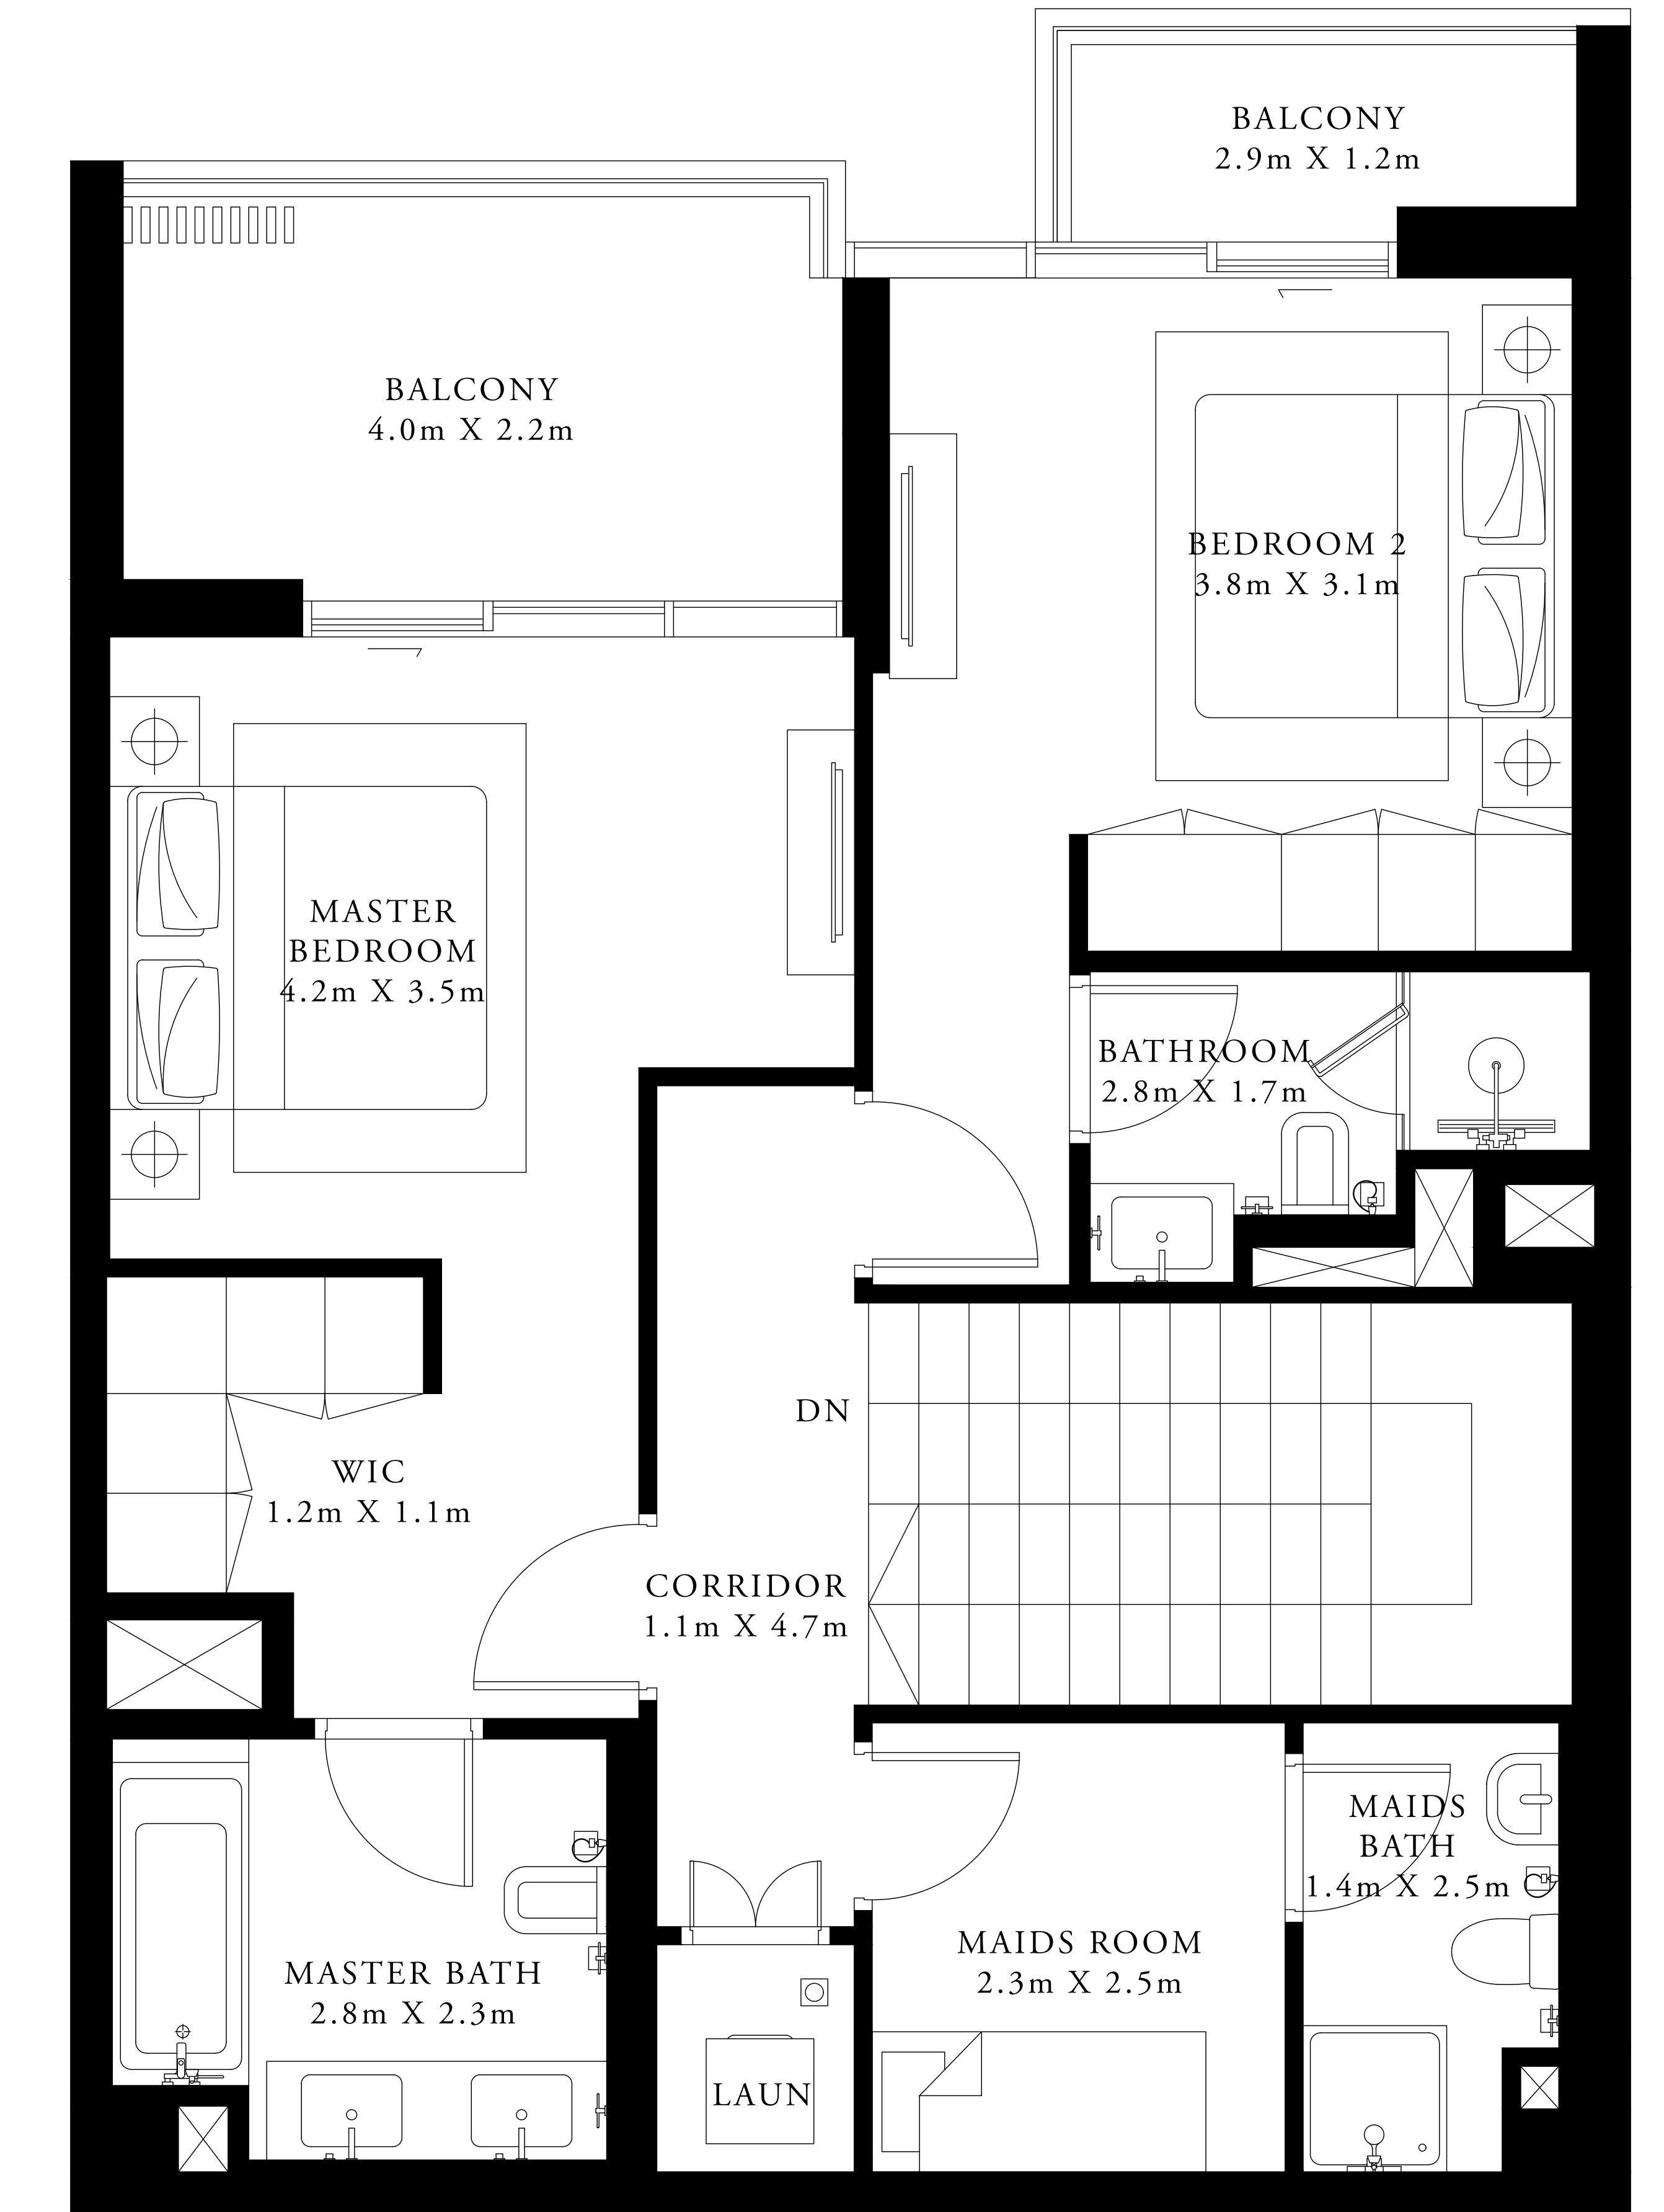 BALCONY
2.9m X 1.2m
BALCONY
4.0m X 2.2m
BEDROOM 2
3.8m X 3.1m
MASTER
BEDROOM
4.2m X 3.5m
BATHROOM
2.8m X 1.7m
DN
WIC
1.2m X 1.1m
CORRIDOR
1.1m X 4.7m
MAIDS
BATH
1.4m X 2.5m
MAIDS ROOM
2.3m X 2.5m
MASTER BATH
2.8m X 2.3m
LAUN